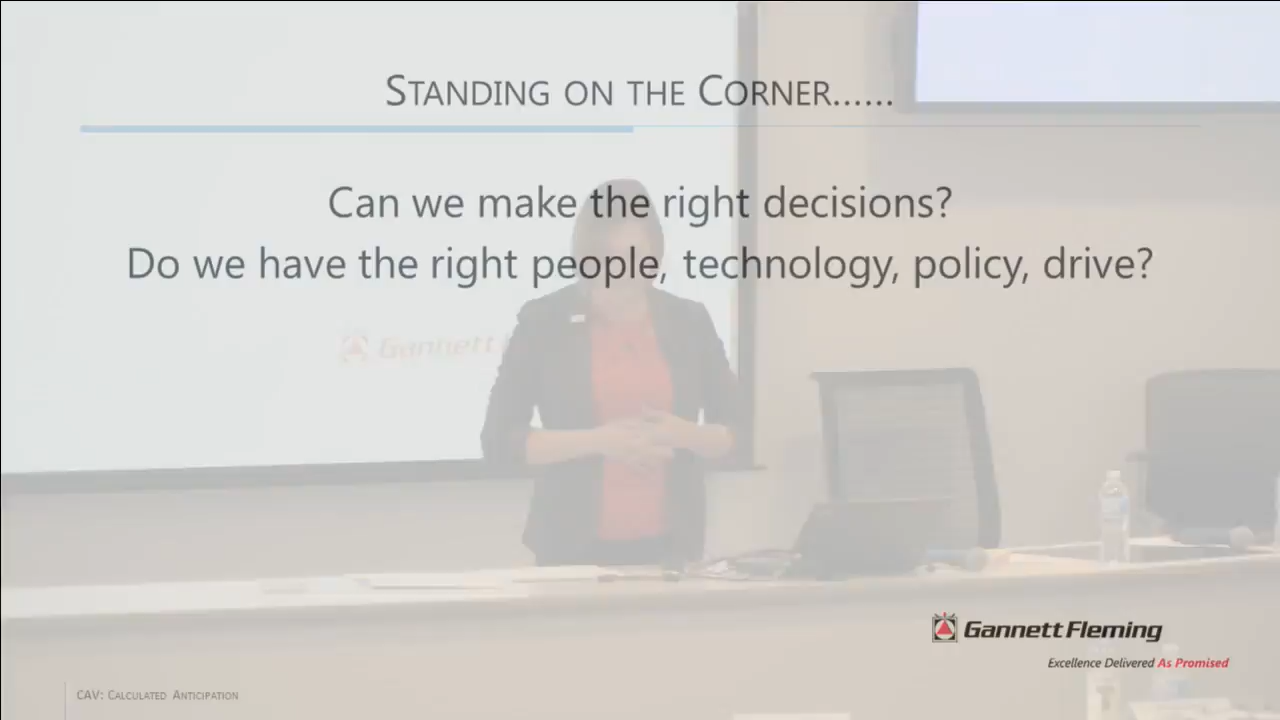 STANDING ON THE CORNER……
Can we make the right decisions?
Do we have the right people, technology, policy, drive?
Gannett
Gannett Fleming
Excellence Delivered As Promised
CAV: CALCULATED ANTICIPATION